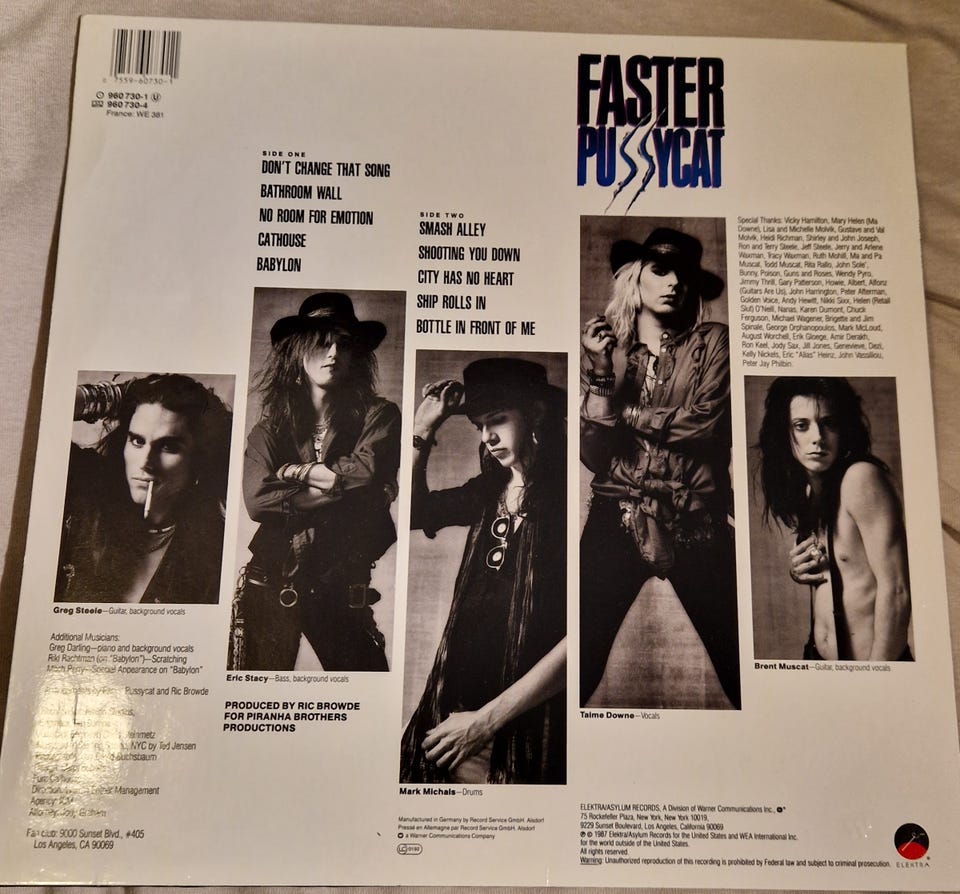 7559-60730-1
960 730-1 U
960 730-4
France: WE 381
FASTER
PUSSYCAT
SIDE ONE
DON'T CHANGE THAT SONG
BATHROOM WALL
NO ROOM FOR EMOTION
CATHOUSE
BABYLON
SIDE TWO
SMASH ALLEY
SHOOTING YOU DOWN
CITY HAS NO HEART
SHIP ROLLS IN
BOTTLE IN FRONT OF ME
Special Thanks: Vicky Hamilton, Mary Helen (Ma
Downe), Lisa and Michelle Molvik, Gustave and Val
Molvik, Heidi Richman, Shirley and John Joseph,
Ron and Terry Steele, Jeff Steele, Jerry and Arlene
Waxman, Tracy Waxman, Ruth Mohill, Ma and Pa
Muscat, Todd Muscat, Rita Rallo, John Sole',
Bunny, Poison, Guns and Roses, Wendy Pyro,
Jimmy Thrill, Gary Patterson, Howie, Albert, Alfonz
(Guitars Are Us), John Harrington, Peter Afterman,
Golden Voice, Andy Hewitt, Nikki Sixx, Helen (Retail
Slut) O'Neill, Nanas, Karen Dumont, Chuck
Ferguson, Michael Wagener, Brigette and Jim
Spinale, George Orphanopoulos, Mark McLoud,
August Worchell, Erik Gloege, Amir Derakh,
Ron Keel, Jody Sax, Jill Jones, Genevieve, Dezi,
Kelly Nickels, Eric "Alias" Heinz, John Vassiliou,
Peter Jay Philbin.
Greg Steele—Guitar, background vocals
Additional Musicians:
Greg Darling—piano and background vocals
Riki Rachtman (on "Babylon")—Scratching
Special Appearance on "Babylon"
Pussycat and Ric Browde
NYC by Ted Jensen
Buchsbaum
Management
Agency: ICM
Fan club: 9000 Sunset Blvd., #405
Los Angeles, CA 90069
Eric Stacy—Bass, background vocals
PRODUCED BY RIC BROWDE
FOR PIRANHA BROTHERS
PRODUCTIONS
Mark Michals—Drums
Manufactured in Germany by Record Service GmbH, Alsdorf
Pressé en Allemagne par Record Service GmbH, Alsdorf
a Warner Communications Company
LC 0192
Taime Downe—Vocals
Brent Muscat—Guitar, background vocals
ELEKTRA/ASYLUM RECORDS, A Division of Warner Communications Inc.,
75 Rockefeller Plaza, New York, New York 10019,
9229 Sunset Boulevard, Los Angeles, California 90069
℗ © 1987 Elektra/Asylum Records for the United States and WEA International Inc.
for the world outside of the United States.
All rights reserved.
Warning: Unauthorized reproduction of this recording is prohibited by Federal law and subject to criminal prosecution.
ELEKTRA